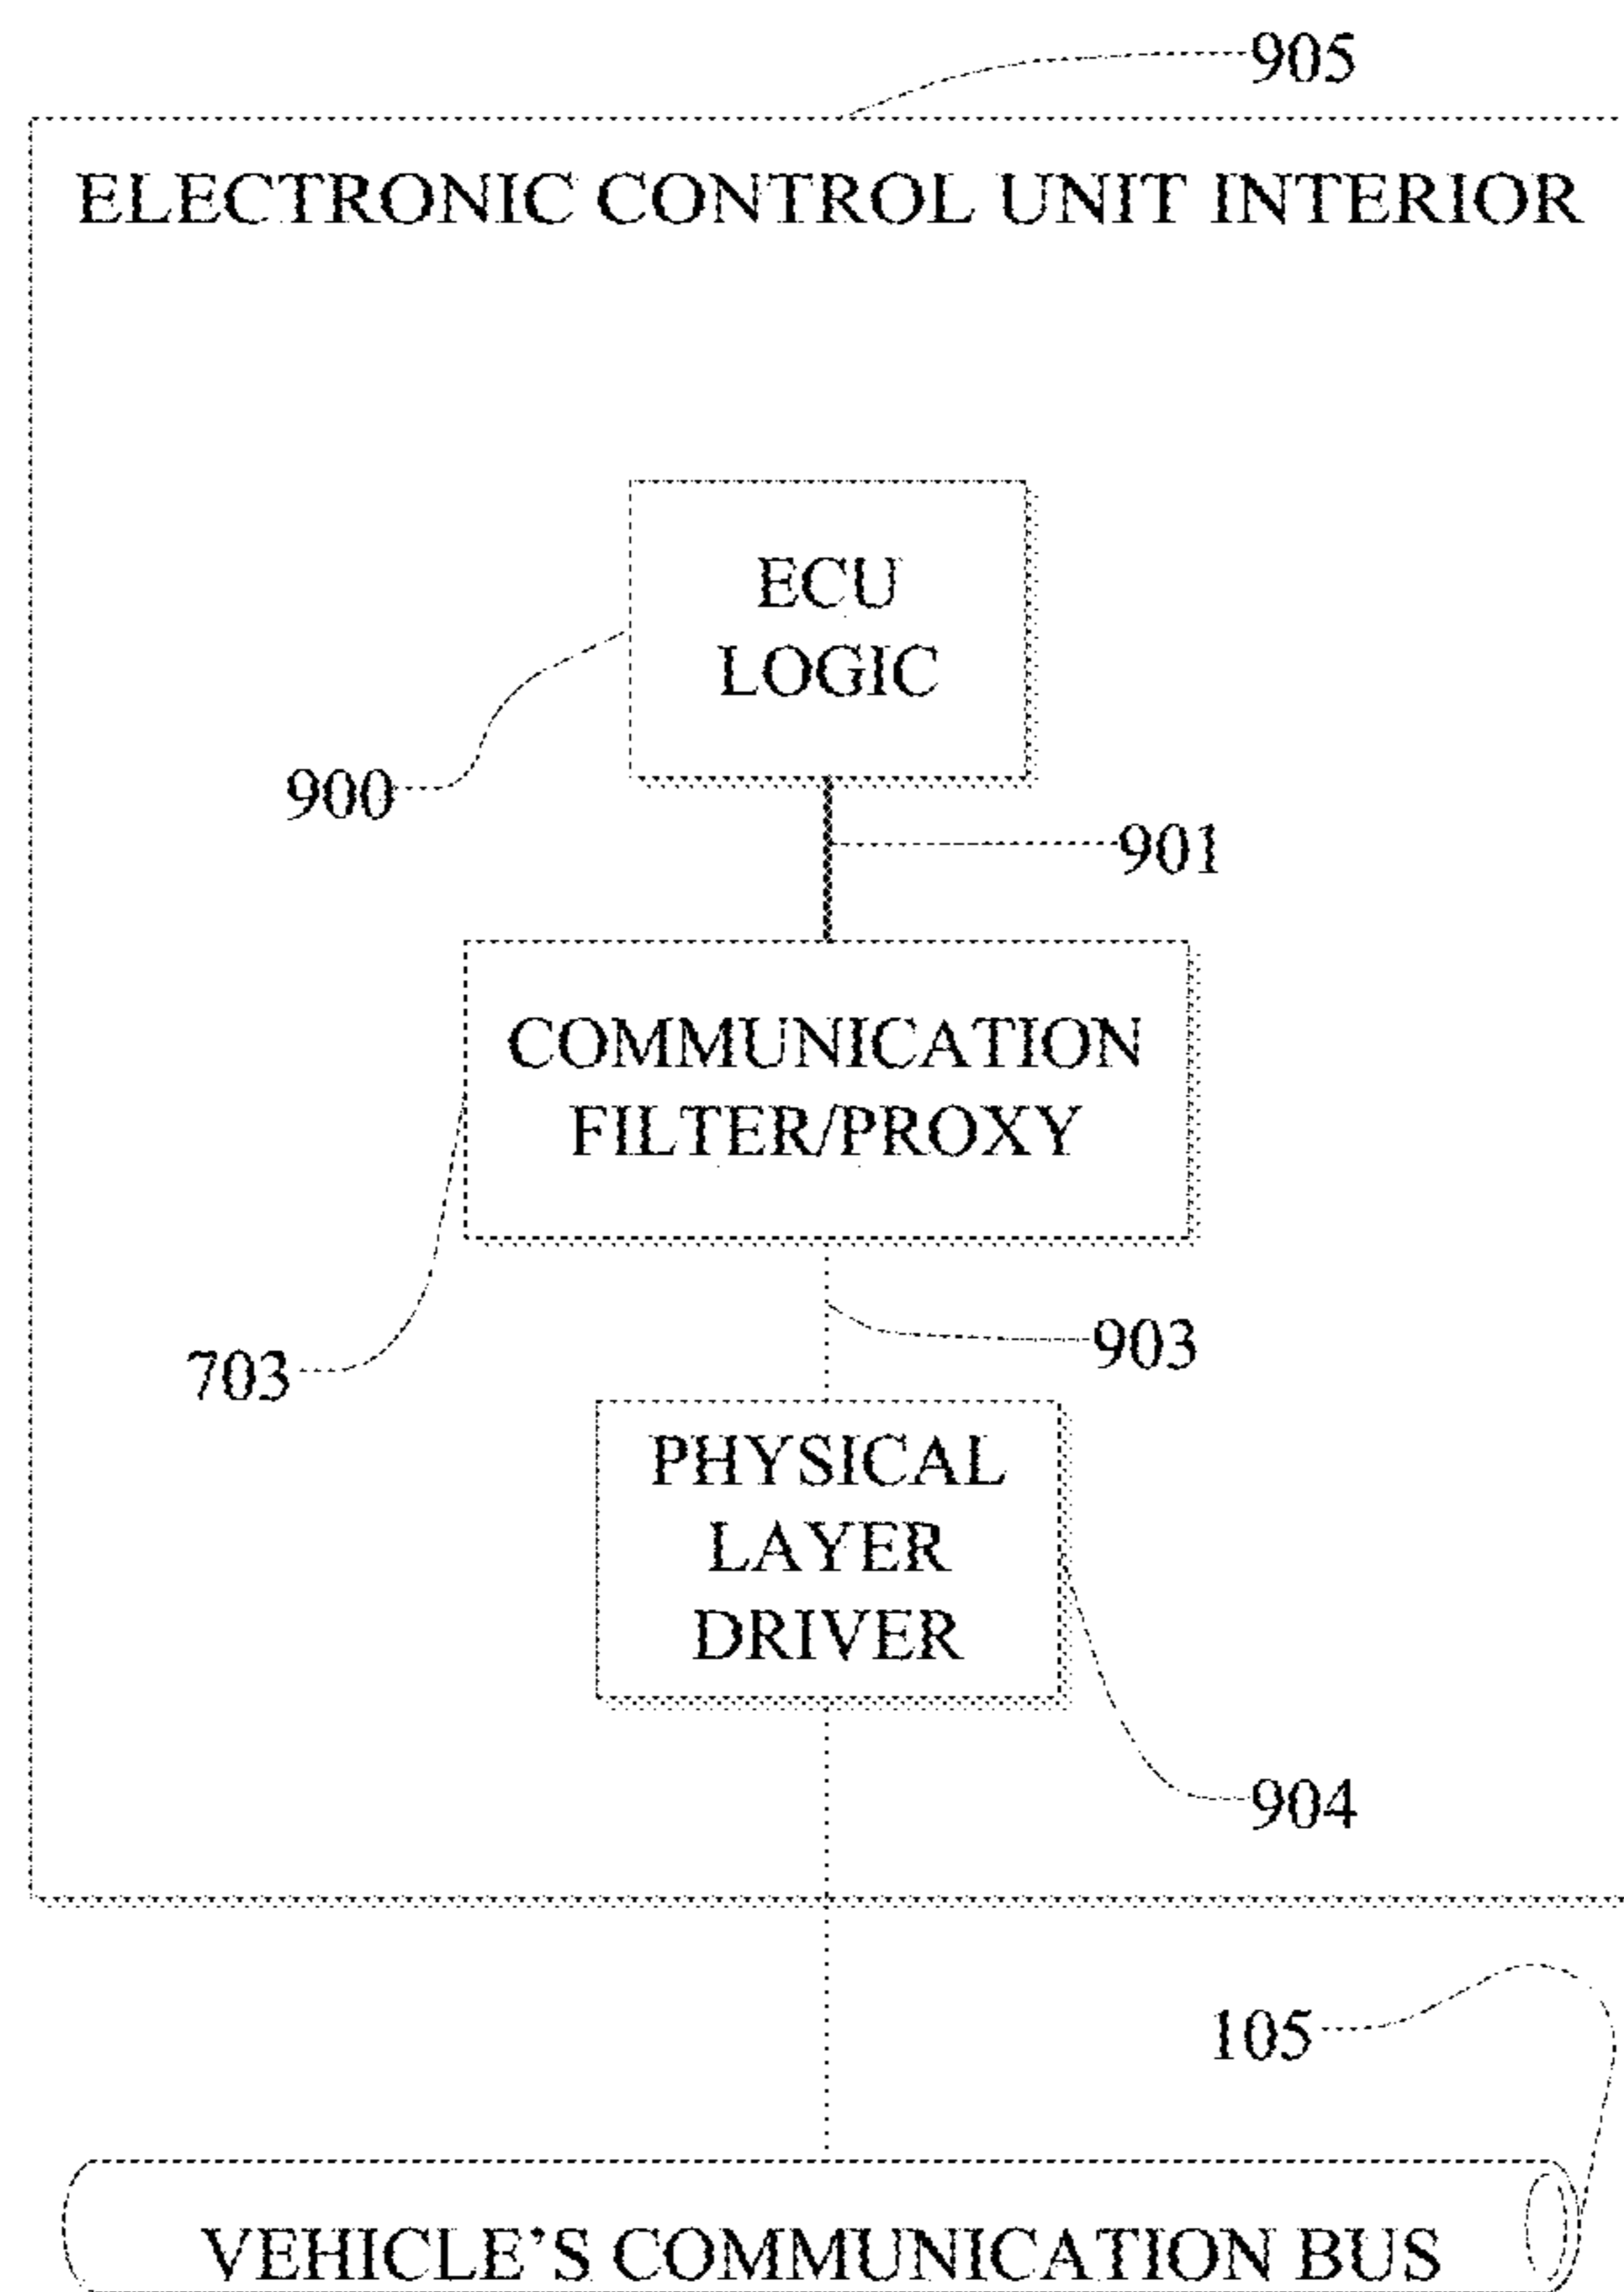 905
ELECTRONIC CONTROL UNIT INTERIOR
ECU
LOGIC
900
901
COMMUNICATION
FILTER/PROXY
703
903
PHYSICAL
LAYER
DRIVER
904
105
VEHICLE’S COMMUNICATION BUS